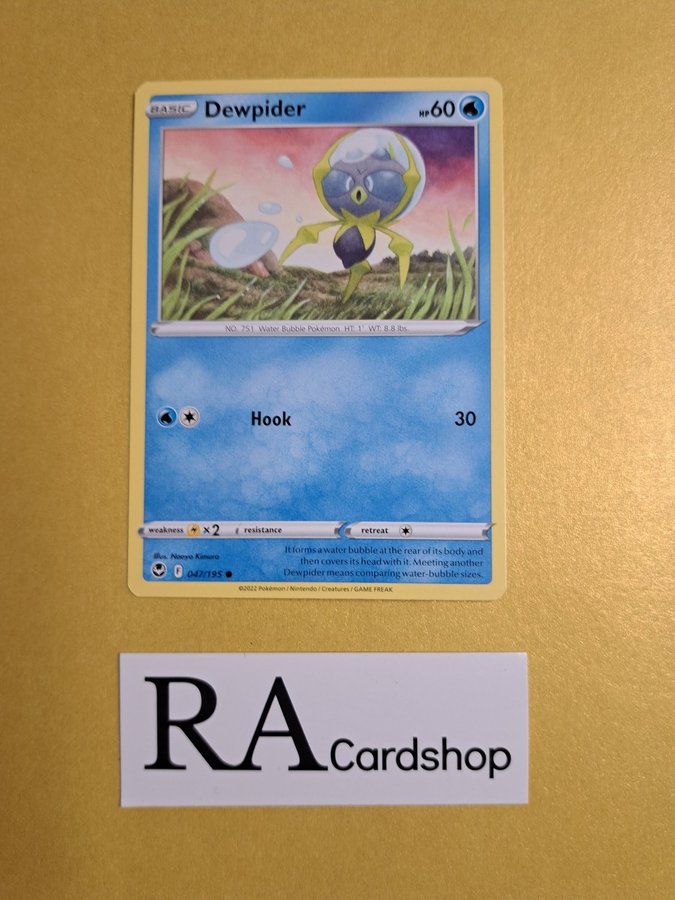 BASIC Dewpider HP60
NO. 751 Water Bubble Pokémon HT: 1' WT: 8.8 lbs.
Hook 30
weakness ×2 resistance retreat
Illus. Naoyo Kimura
It forms a water bubble at the rear of its body and
then covers its head with it. Meeting another
Dewpider means comparing water-bubble sizes.
F 047/195
©2022 Pokémon / Nintendo / Creatures / GAME FREAK
RA Cardshop